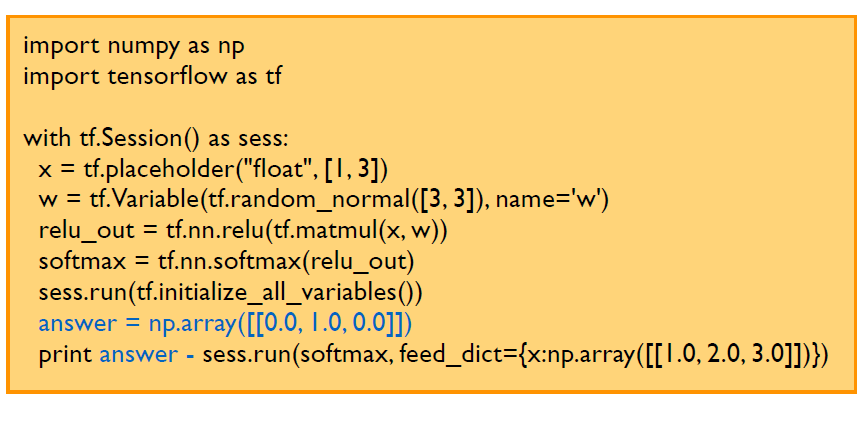 import numpy as np
import tensorflow as tf
with tf.Session() as sess:
x = tf.placeholder("float", [1, 3])
w = tf.Variable(tf.random_normal([3, 3]), name='w')
relu_out = tf.nn.relu(tf.matmul(x, w))
softmax = tf.nn.softmax(relu_out)
sess.run(tf.initialize_all_variables())
answer = np.array([[0.0, 1.0, 0.0]])
print answer - sess.run(softmax, feed_dict={x:np.array([[1.0, 2.0, 3.0]])})